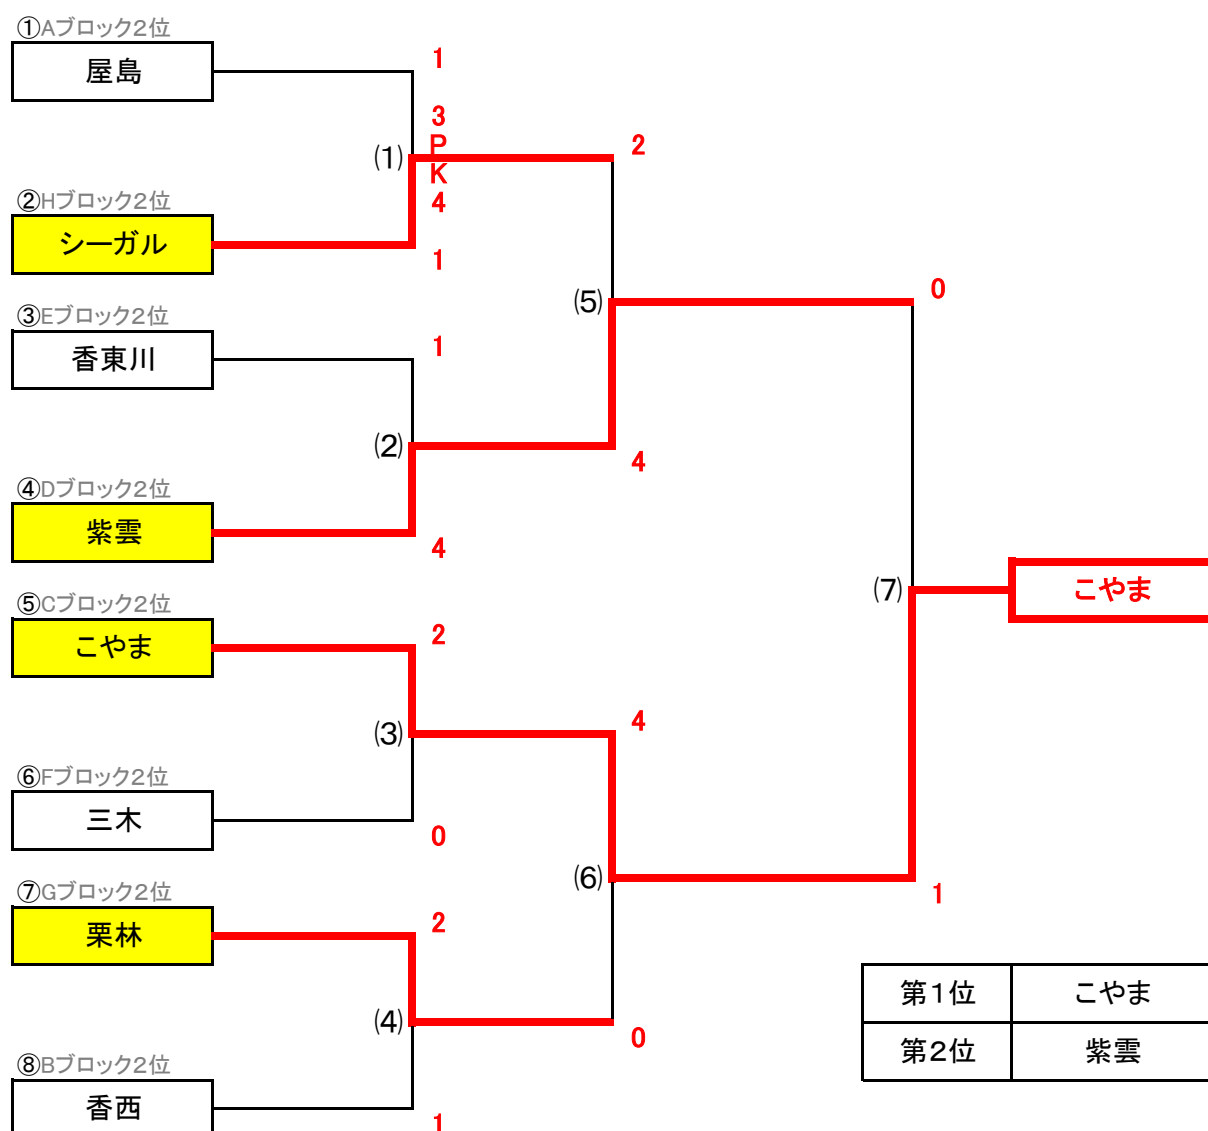 ①Aブロック2位
屋島
1
3
P
K
4
(1)
2
②Hブロック2位
シーガル
1
(5)
0
③Eブロック2位
香東川
1
(2)
4
④Dブロック2位
紫雲
4
(7)
こやま
⑤Cブロック2位
こやま
2
(3)
4
⑥Fブロック2位
三木
0
(6)
1
⑦Gブロック2位
栗林
2
(4)
0
⑧Bブロック2位
香西
1
第1位 こやま
第2位 紫雲